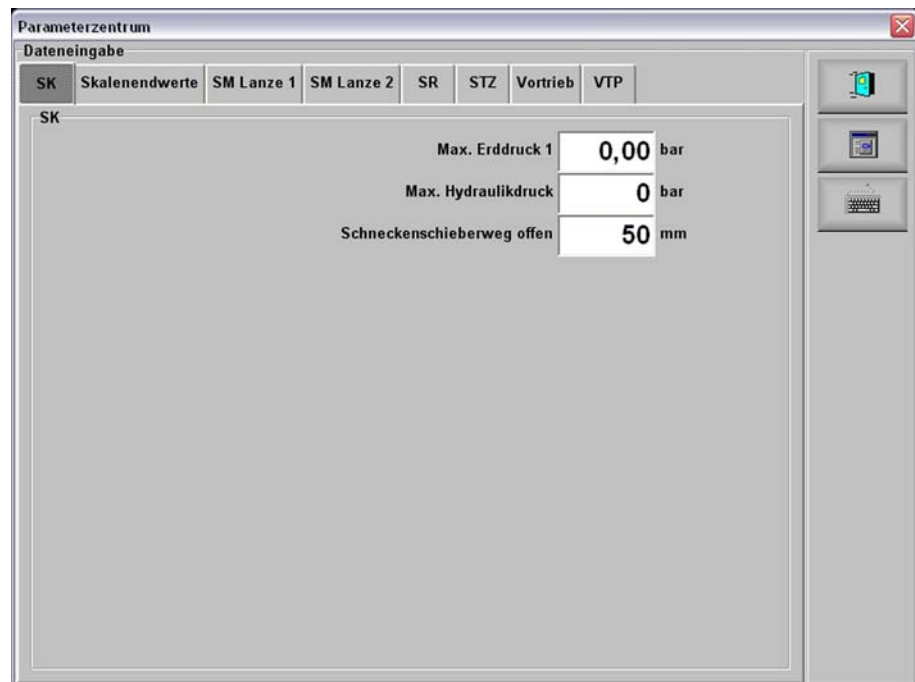 Parameterzentrum
Dateneingabe
SK Skalenendwerte SM Lanze 1 SM Lanze 2 SR STZ Vortrieb VTP
SK
Max. Erddruck 1 0,00 bar
Max. Hydraulikdruck 0 bar
Schneckenschieberweg offen 50 mm